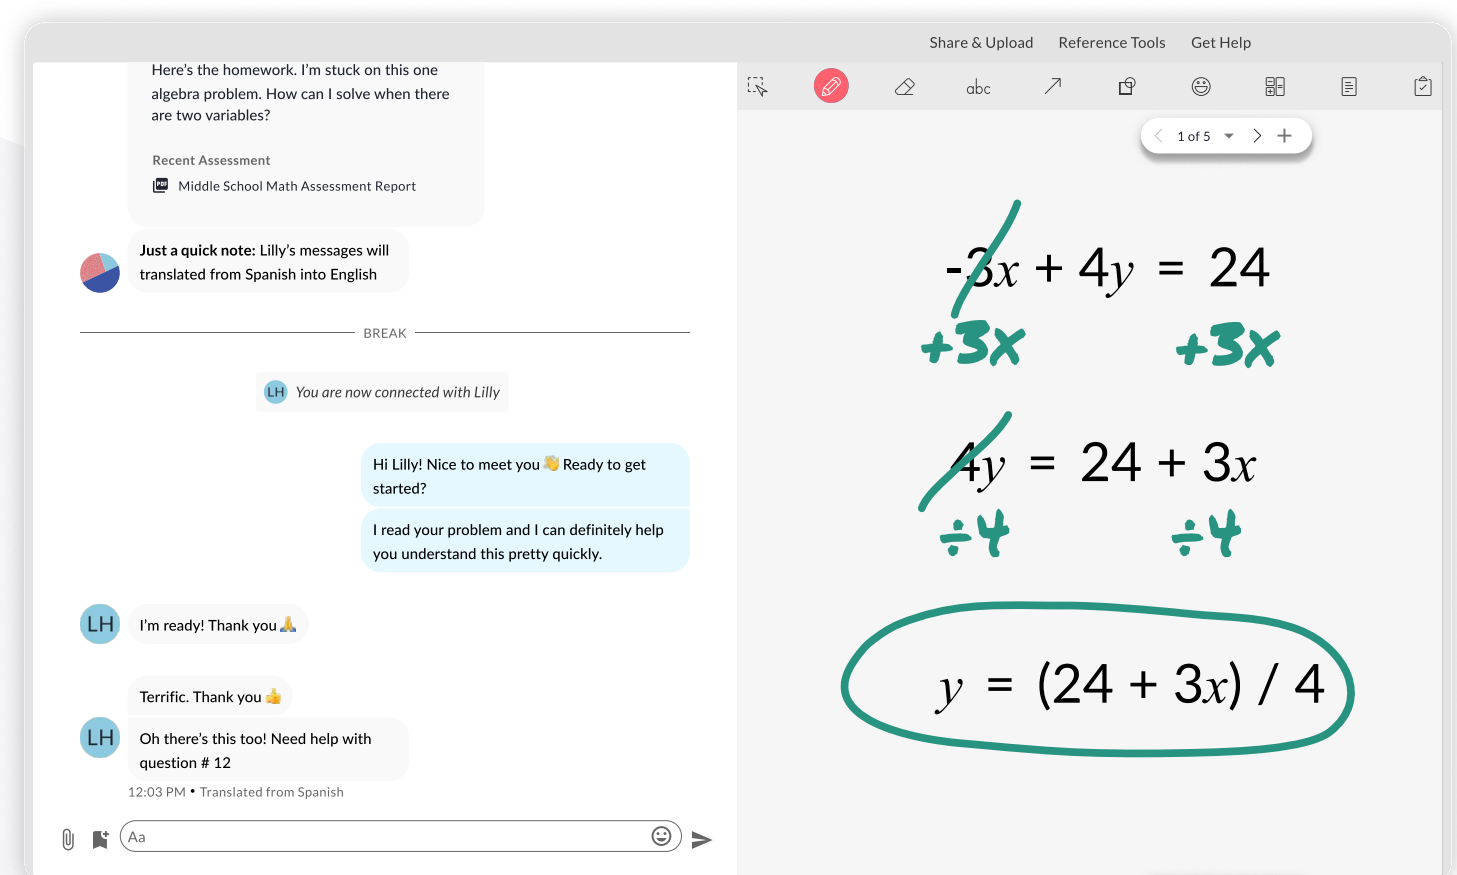 Share & Upload Reference Tools Get Help
Here's the homework. I'm stuck on this one
algebra problem. How can I solve when there
are two variables?
Recent Assessment
PDF Middle School Math Assessment Report
Just a quick note: Lilly's messages will
translated from Spanish into English
BREAK
LH You are now connected with Lilly
Hi Lilly! Nice to meet you 👏 Ready to get
started?
I read your problem and I can definitely help
you understand this pretty quickly.
LH I'm ready! Thank you 🙏
Terrific. Thank you 👍
LH Oh there's this too! Need help with
question # 12
12:03 PM • Translated from Spanish
Aa
abc
1 of 5
-3x + 4y = 24
+3x +3x
4y = 24 + 3x
÷4 ÷4
y = (24 + 3x) / 4